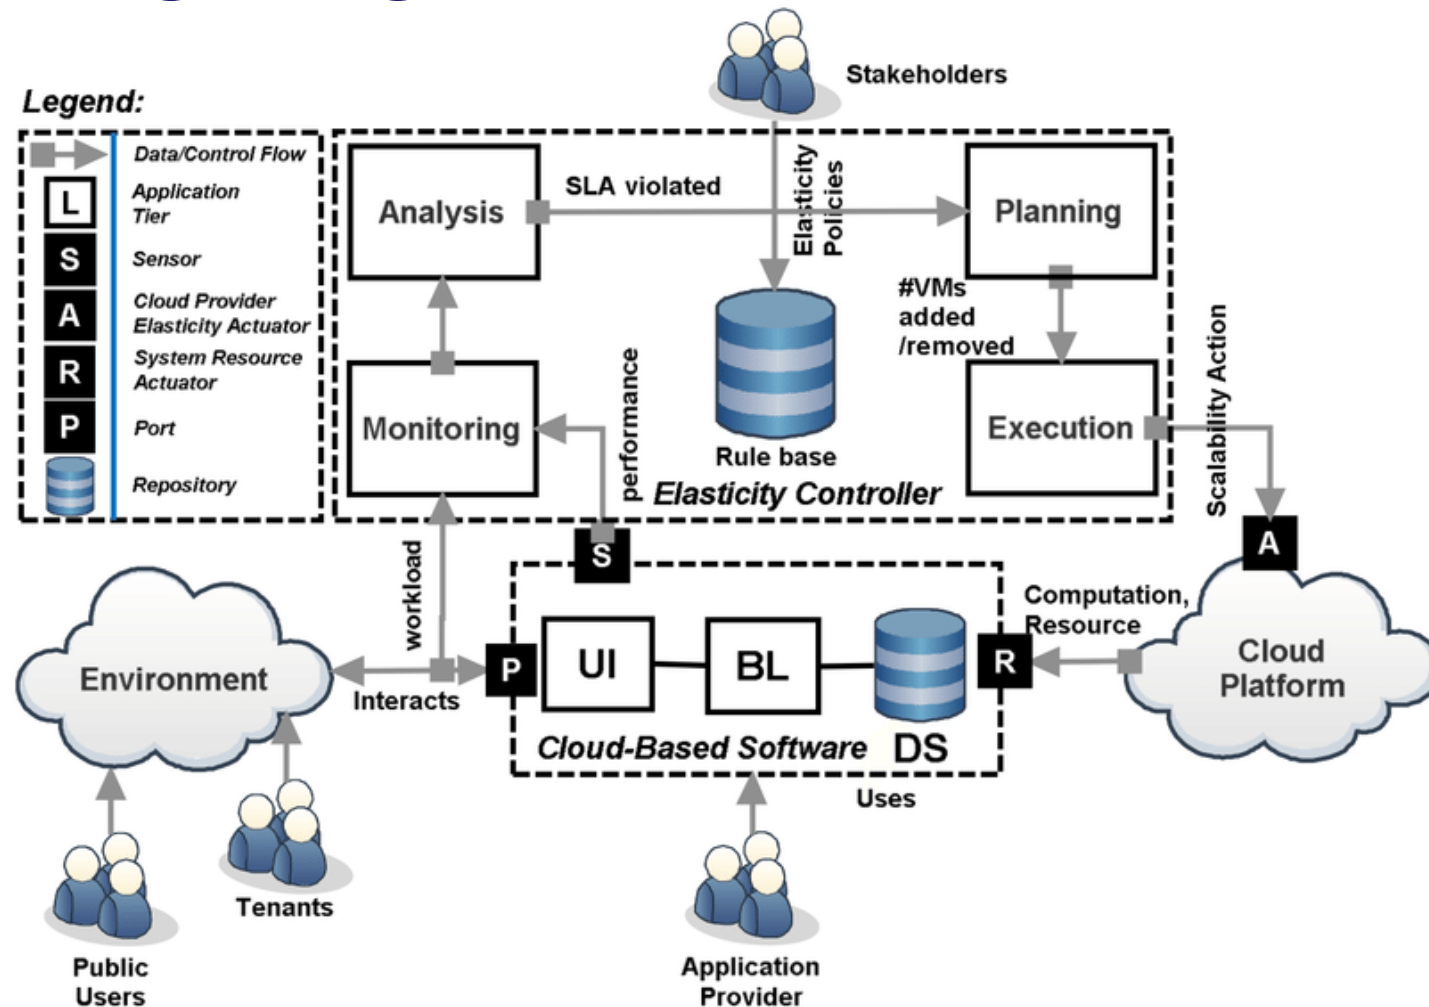 Stakeholders
Legend:
Data/Control Flow
L
Application
Tier
S
Sensor
A
Cloud Provider
Elasticity Actuator
R
System Resource
Actuator
P
Port
Repository
Analysis
SLA violated
Elasticity
Policies
Planning
#VMs
added
/removed
Monitoring
performance
Rule base
Execution
Scalability Action
Elasticity Controller
workload
S
A
Environment
Interacts
P
UI
BL
DS
R
Computation,
Resource
Cloud
Platform
Cloud-Based Software
Uses
Tenants
Public
Users
Application
Provider